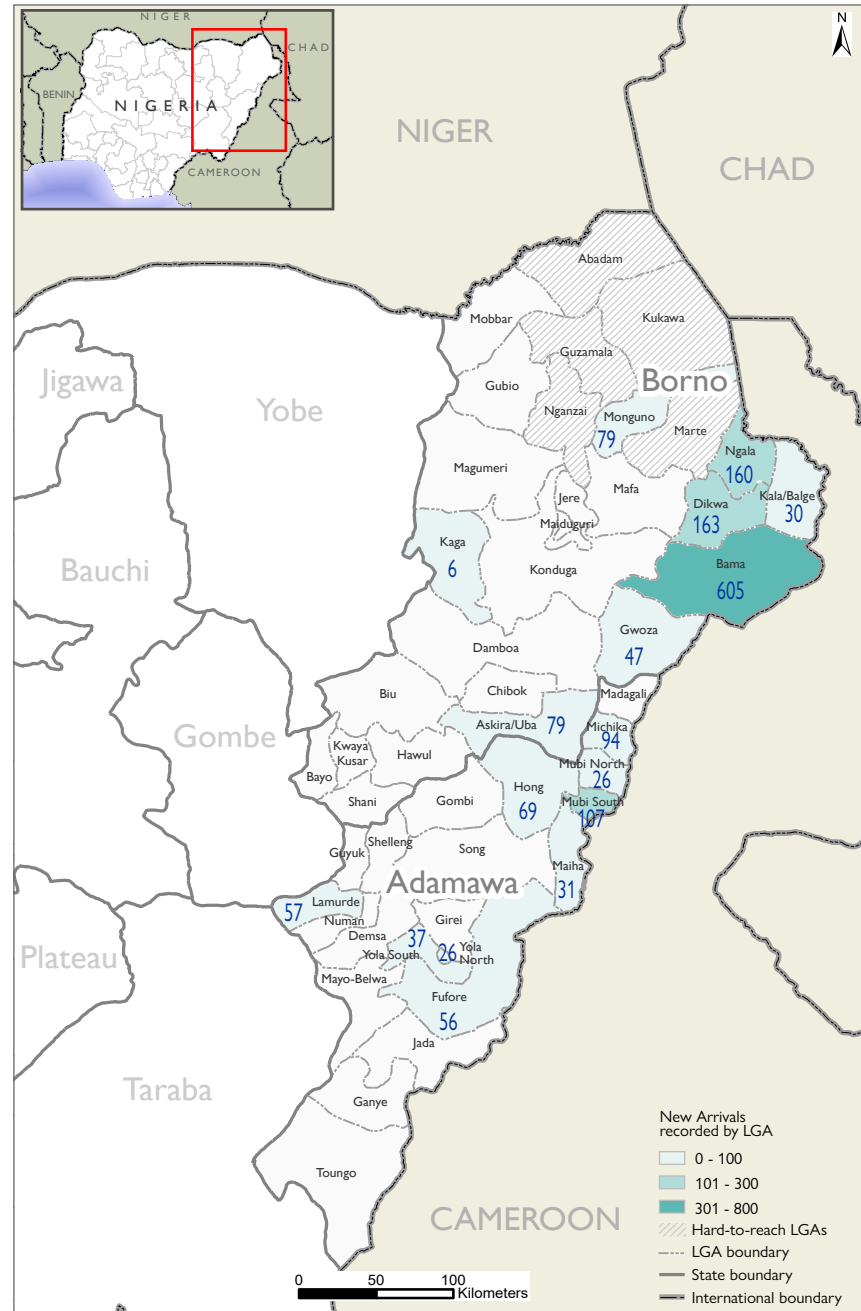 NIGER
CHAD
BENIN
NIGERIA
CAMEROON
N
NIGER
CHAD
Abadam
Mobbar
Kukawa
Guzamala
Jigawa
Yobe
Gubio
Borno
Nganzai
Monguno
79
Marte
Ngala
160
Magumeri
Jere
Mafa
Dikwa
163
Kala/Balge
30
Maiduguri
Kaga
6
Konduga
Bama
605
Bauchi
Gwoza
47
Damboa
Chibok
Madagali
Biu
Askira/Uba
79
Michika
94
Gombe
Kwaya
Kusar
Hawul
Mubi North
26
Bayo
Hong
69
Mubi South
107
Shani
Gombi
Shelleng
Guyuk
Song
Maiha
31
Adamawa
57
Lamurde
Numan
Girei
Demsa
37
Yola South
26
Yola
North
Plateau
Mayo-Belwa
Fufore
56
Jada
Taraba
Ganye
Toungo
CAMEROON
New Arrivals
recorded by LGA
0 - 100
101 - 300
301 - 800
Hard-to-reach LGAs
LGA boundary
State boundary
International boundary
0 50 100
Kilometers